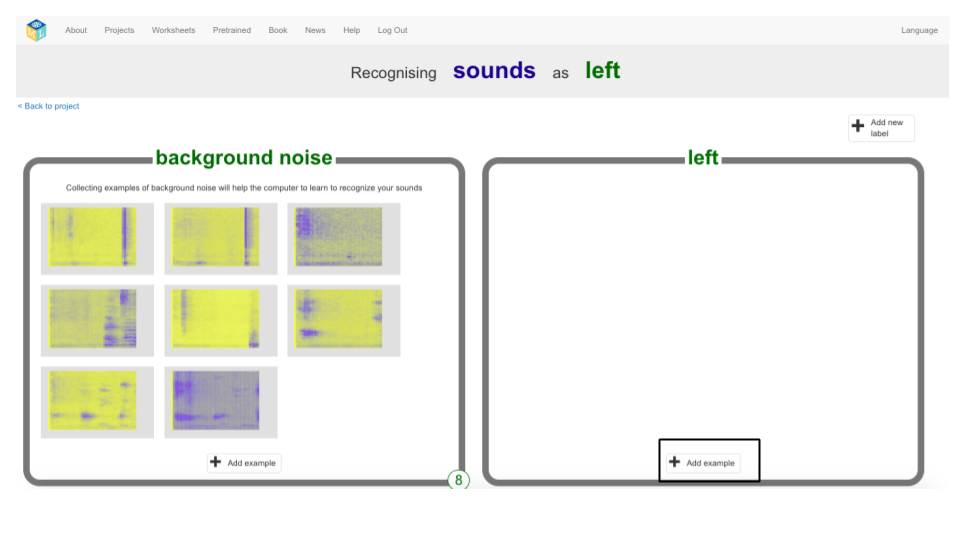 About Projects Worksheets Pretrained Book News Help Log Out Language
Recognising sounds as left
< Back to project
Add new
label
background noise
Collecting examples of background noise will help the computer to learn to recognize your sounds
Add example
8
left
Add example